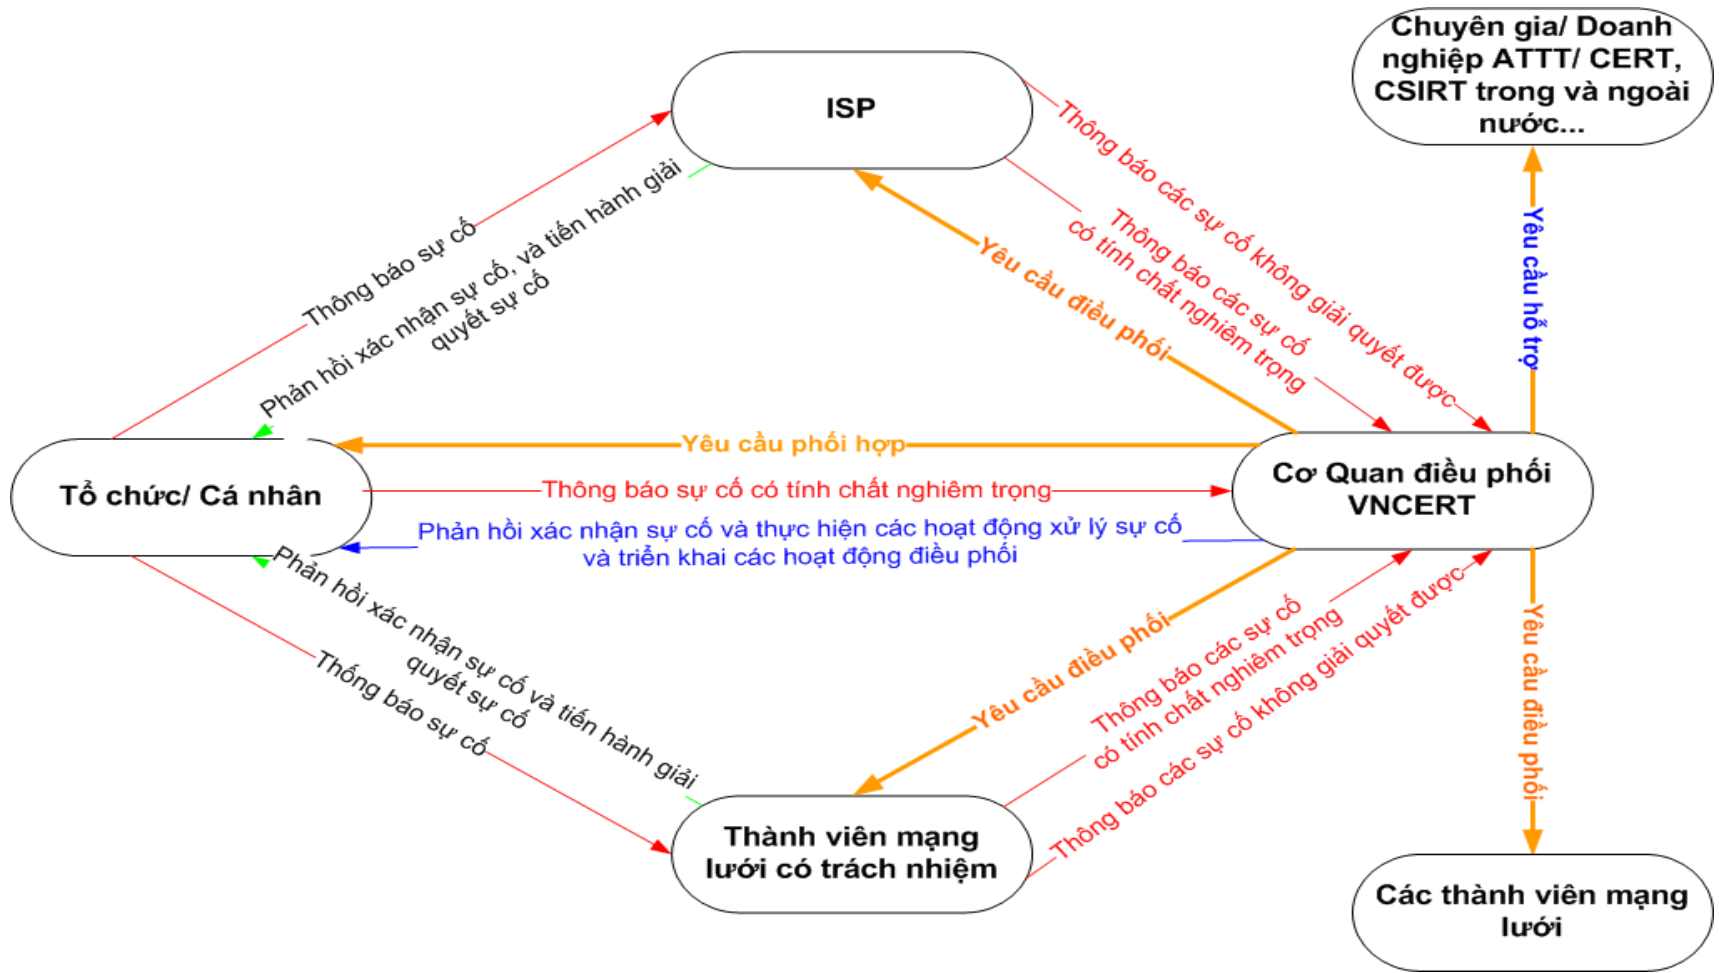 Chuyên gia/ Doanh
nghiệp ATTT/ CERT,
CSIRT trong và ngoài
nước...
ISP
Thông báo sự cố
Phản hồi xác nhận sự cố, và tiến hành giải
quyết sự cố
Thông báo các sự cố không giải quyết được
Thông báo các sự cố
có tính chất nghiêm trọng
Yêu cầu điều phối
Yêu cầu hỗ trợ
Tổ chức/ Cá nhân
Yêu cầu phối hợp
Thông báo sự cố có tính chất nghiêm trọng
Phản hồi xác nhận sự cố và thực hiện các hoạt động xử lý sự cố
và triển khai các hoạt động điều phối
Cơ Quan điều phối
VNCERT
Phản hồi xác nhận sự cố và tiến hành giải
quyết sự cố
Thống báo sự cố
Yêu cầu điều phối
Thông báo các sự cố
có tính chất nghiêm trọng
Thông báo các sự cố không giải quyết được
Yêu cầu điều phối
Thành viên mạng
lưới có trách nhiệm
Các thành viên mạng
lưới